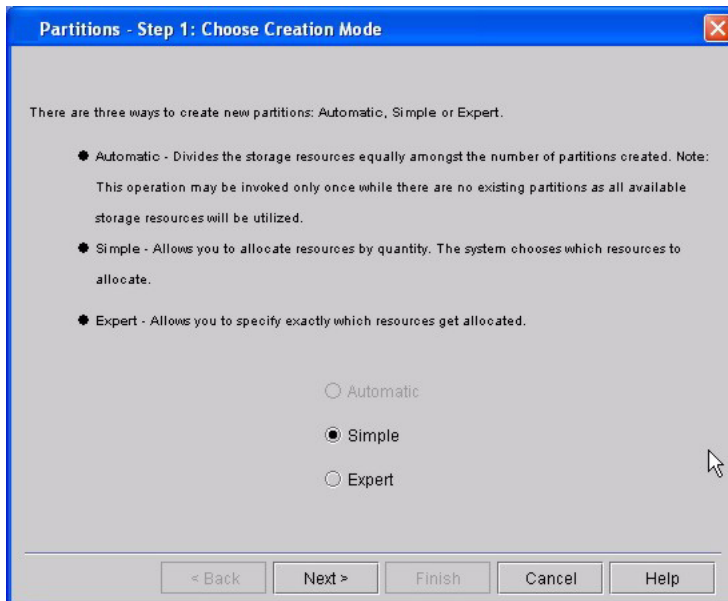 Partitions - Step 1: Choose Creation Mode
There are three ways to create new partitions: Automatic, Simple or Expert.
Automatic - Divides the storage resources equally amongst the number of partitions created. Note:
This operation may be invoked only once while there are no existing partitions as all available
storage resources will be utilized.
Simple - Allows you to allocate resources by quantity. The system chooses which resources to
allocate.
Expert - Allows you to specify exactly which resources get allocated.
Automatic
Simple
Expert
< Back Next > Finish Cancel Help